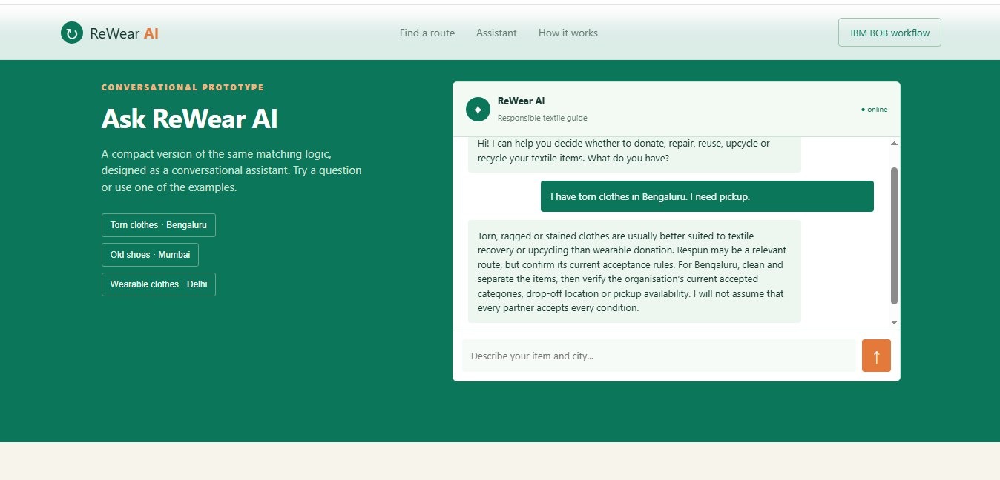 ReWear AI
Find a route
Assistant
How it works
IBM BOB workflow
CONVERSATIONAL PROTOTYPE
Ask ReWear AI
A compact version of the same matching logic,
designed as a conversational assistant. Try a question
or use one of the examples.
Torn clothes · Bengaluru
Old shoes · Mumbai
Wearable clothes · Delhi
ReWear AI
Responsible textile guide
● online
Hi! I can help you decide whether to donate, repair, reuse, upcycle or
recycle your textile items. What do you have?
I have torn clothes in Bengaluru. I need pickup.
Torn, ragged or stained clothes are usually better suited to textile
recovery or upcycling than wearable donation. Respun may be a relevant
route, but confirm its current acceptance rules. For Bengaluru, clean and
separate the items, then verify the organisation's current accepted
categories, drop-off location or pickup availability. I will not assume that
every partner accepts every condition.
Describe your item and city...
↑